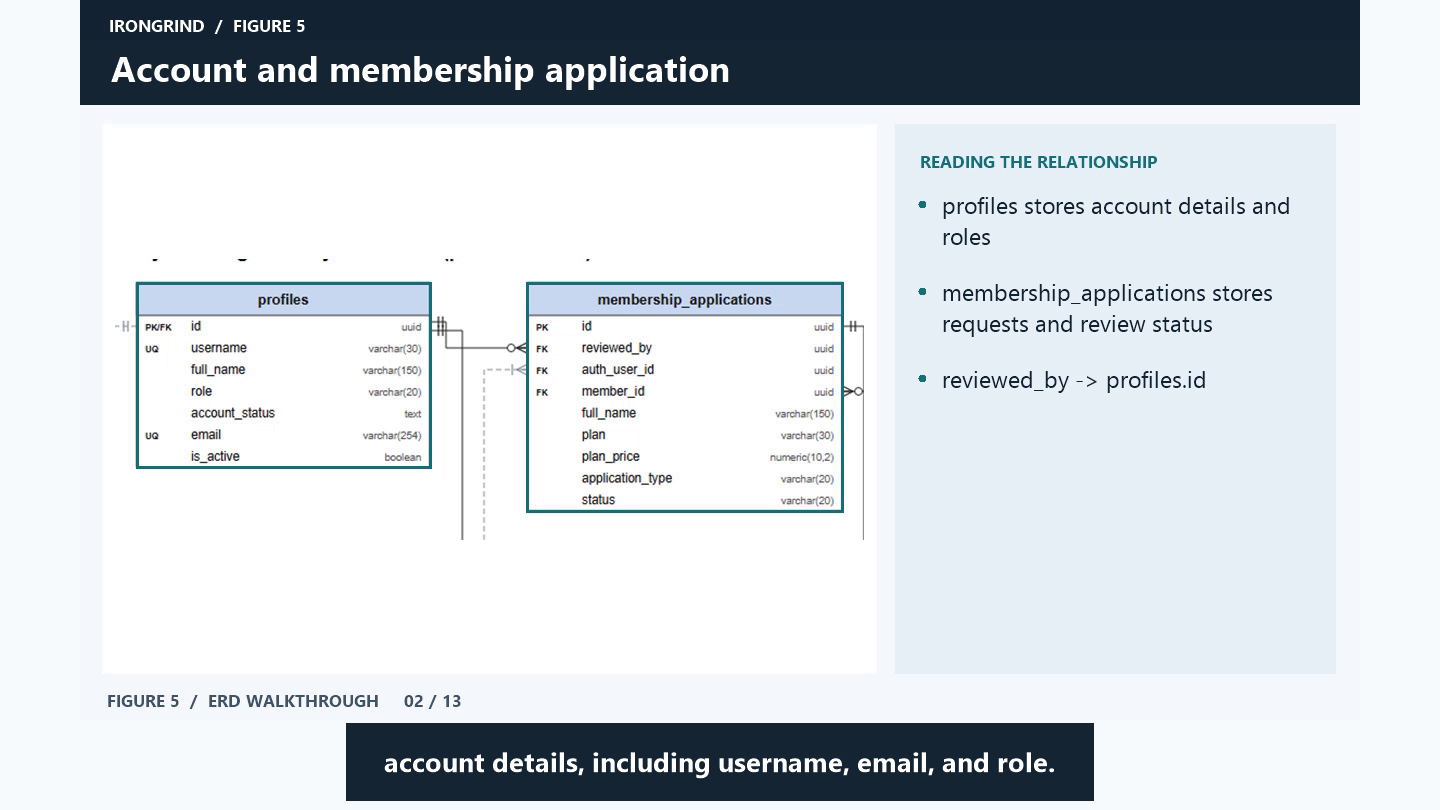 IRONGRIND / FIGURE 5
Account and membership application
profiles
PK/FK id uuid
UQ username varchar(30)
full_name varchar(150)
role varchar(20)
account_status text
UQ email varchar(254)
is_active boolean
membership_applications
PK id uuid
FK reviewed_by uuid
FK auth_user_id uuid
FK member_id uuid
full_name varchar(150)
plan varchar(30)
plan_price numeric(10,2)
application_type varchar(20)
status varchar(20)
READING THE RELATIONSHIP
• profiles stores account details and
roles
• membership_applications stores
requests and review status
• reviewed_by -> profiles.id
FIGURE 5 / ERD WALKTHROUGH 02 / 13
account details, including username, email, and role.